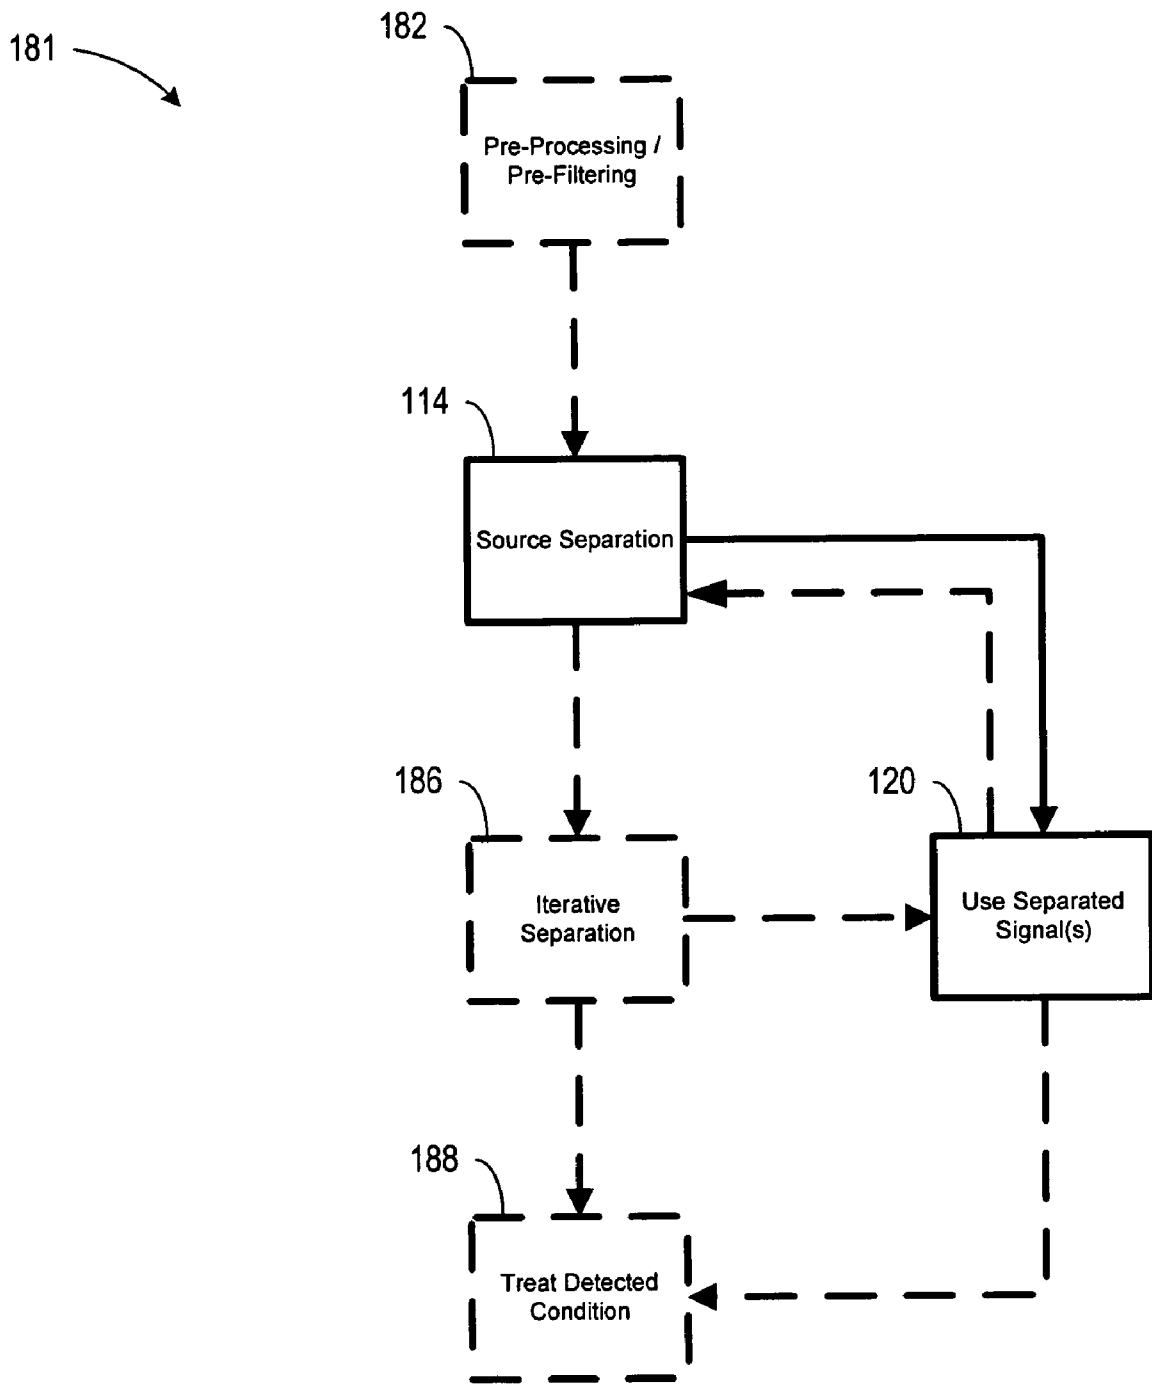 181
182
Pre-Processing /
Pre-Filtering
114
Source Separation
186
Iterative
Separation
120
Use Separated
Signal(s)
188
Treat Detected
Condition